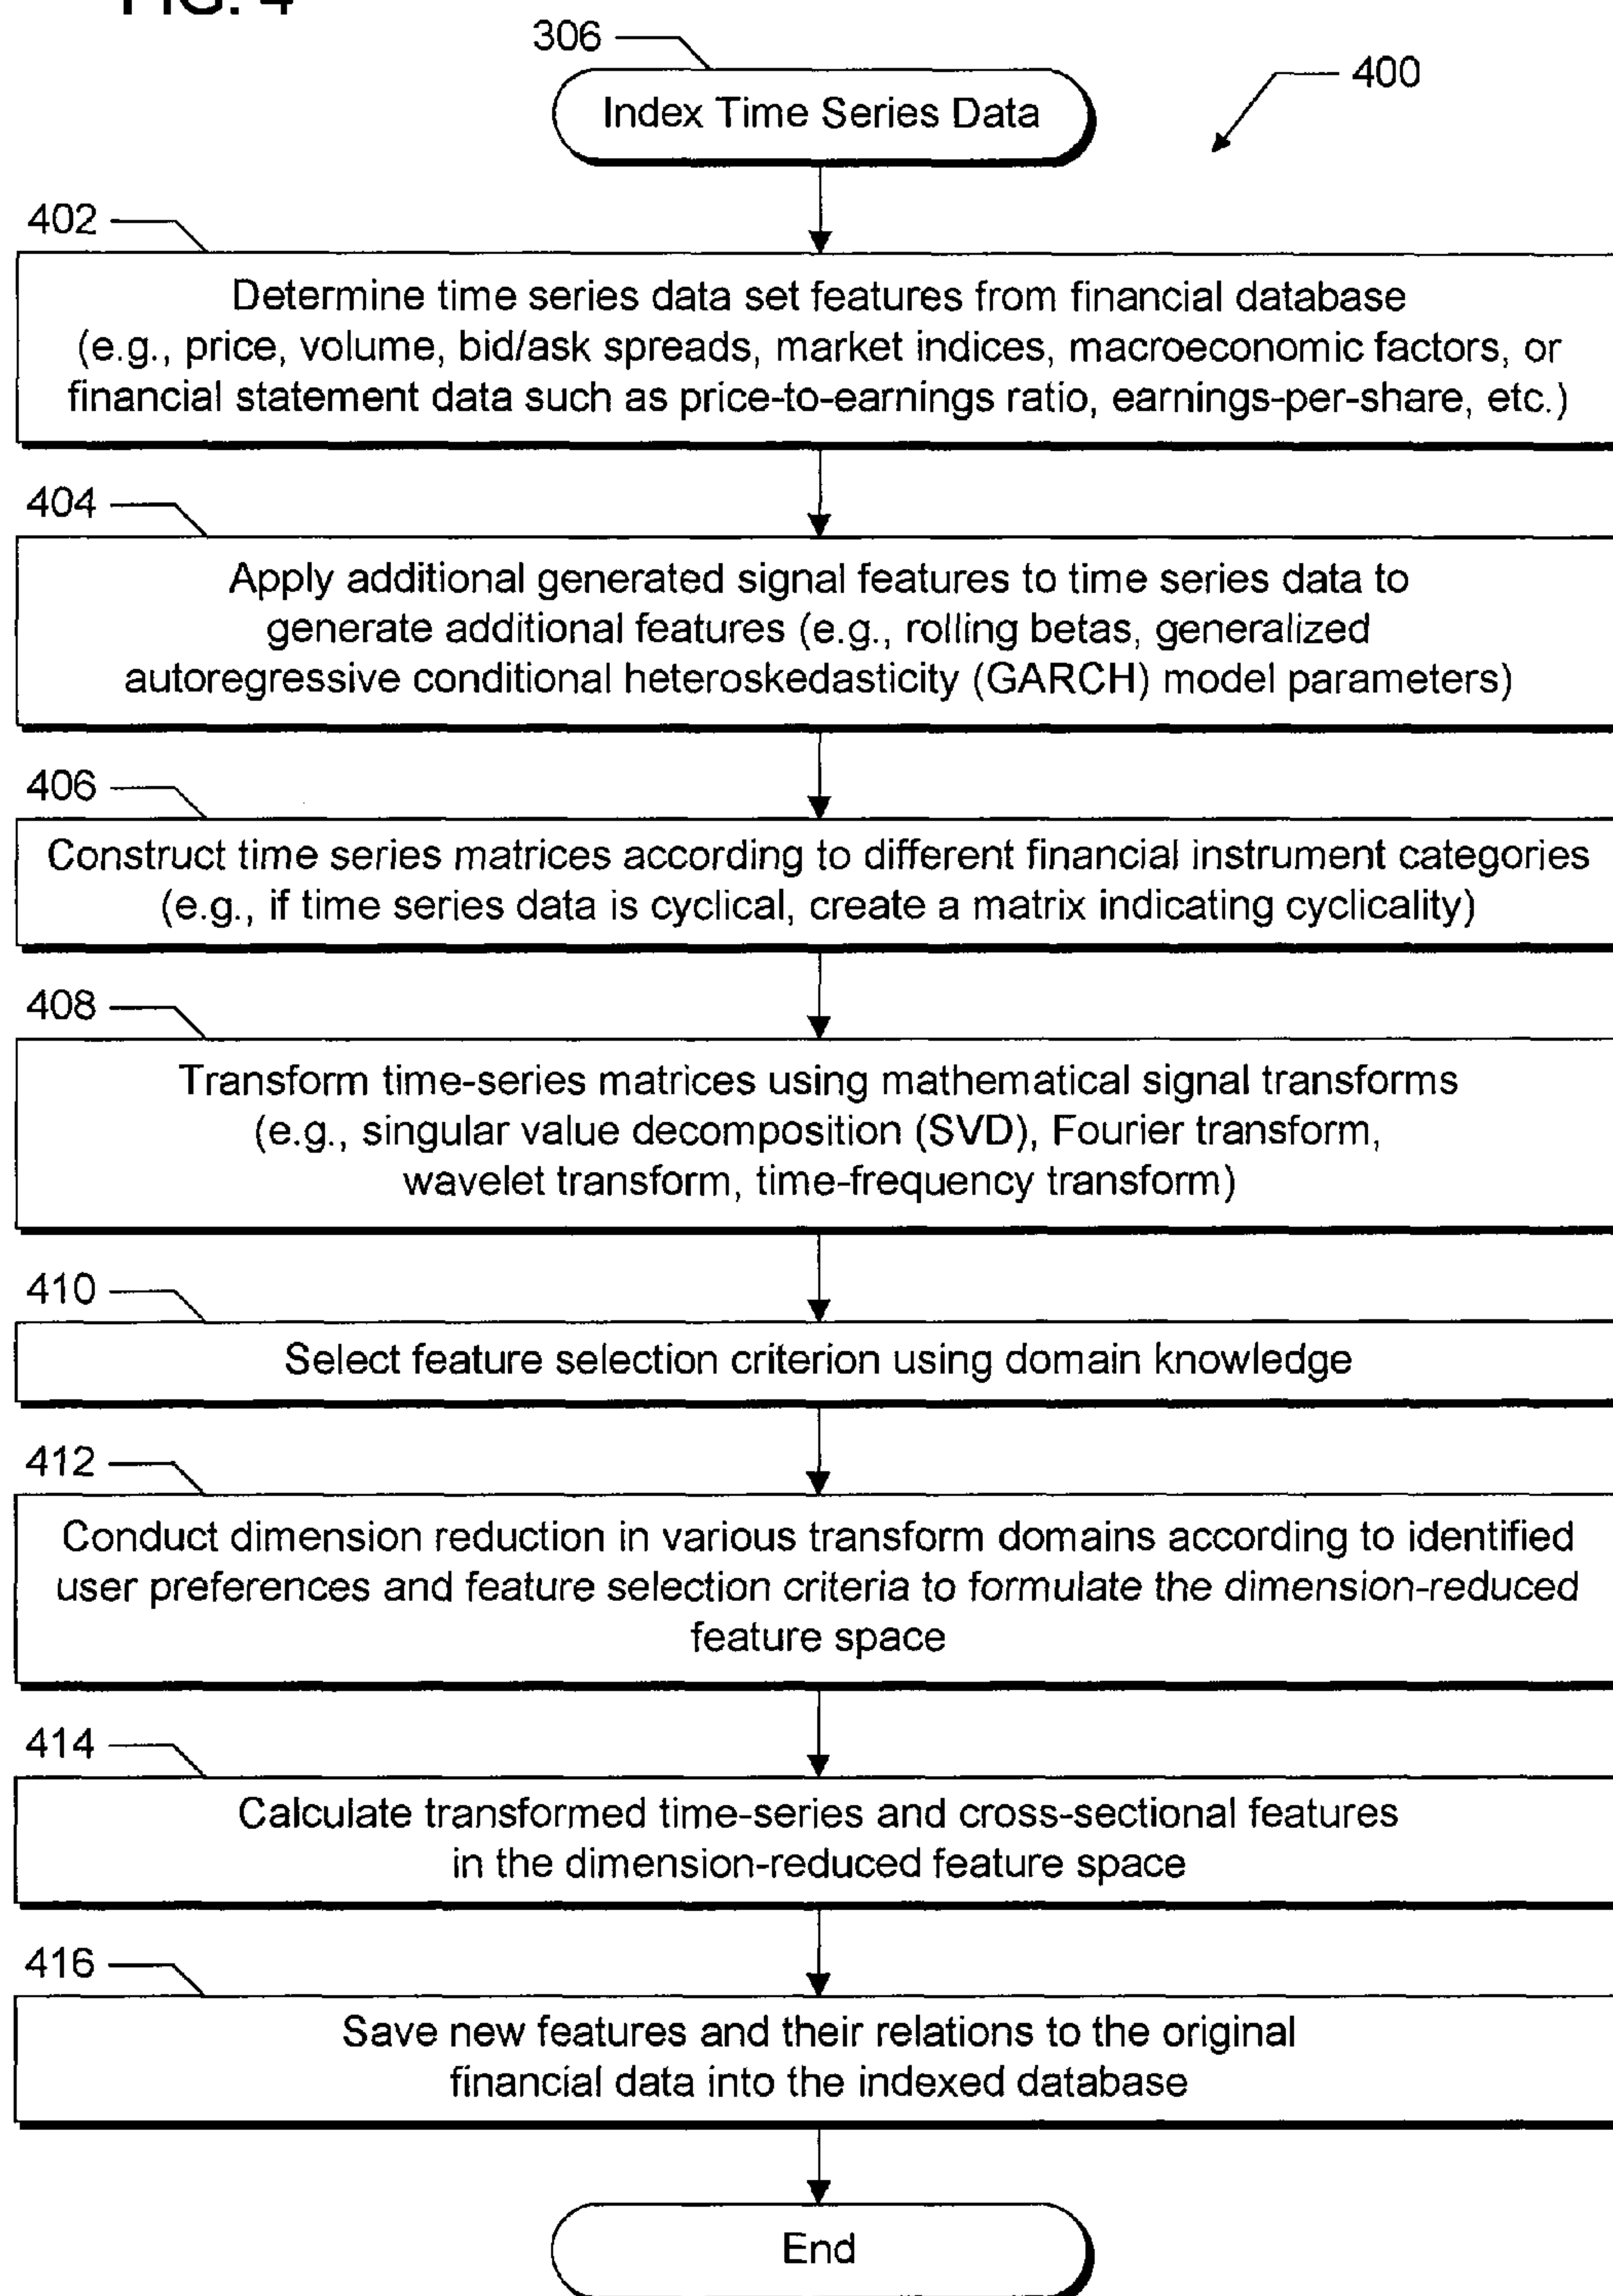 FIG. 4
306
Index Time Series Data
400
402
Determine time series data set features from financial database
(e.g., price, volume, bid/ask spreads, market indices, macroeconomic factors, or
financial statement data such as price-to-earnings ratio, earnings-per-share, etc.)
404
Apply additional generated signal features to time series data to
generate additional features (e.g., rolling betas, generalized
autoregressive conditional heteroskedasticity (GARCH) model parameters)
406
Construct time series matrices according to different financial instrument categories
(e.g., if time series data is cyclical, create a matrix indicating cyclicality)
408
Transform time-series matrices using mathematical signal transforms
(e.g., singular value decomposition (SVD), Fourier transform,
wavelet transform, time-frequency transform)
410
Select feature selection criterion using domain knowledge
412
Conduct dimension reduction in various transform domains according to identified
user preferences and feature selection criteria to formulate the dimension-reduced
feature space
414
Calculate transformed time-series and cross-sectional features
in the dimension-reduced feature space
416
Save new features and their relations to the original
financial data into the indexed database
End